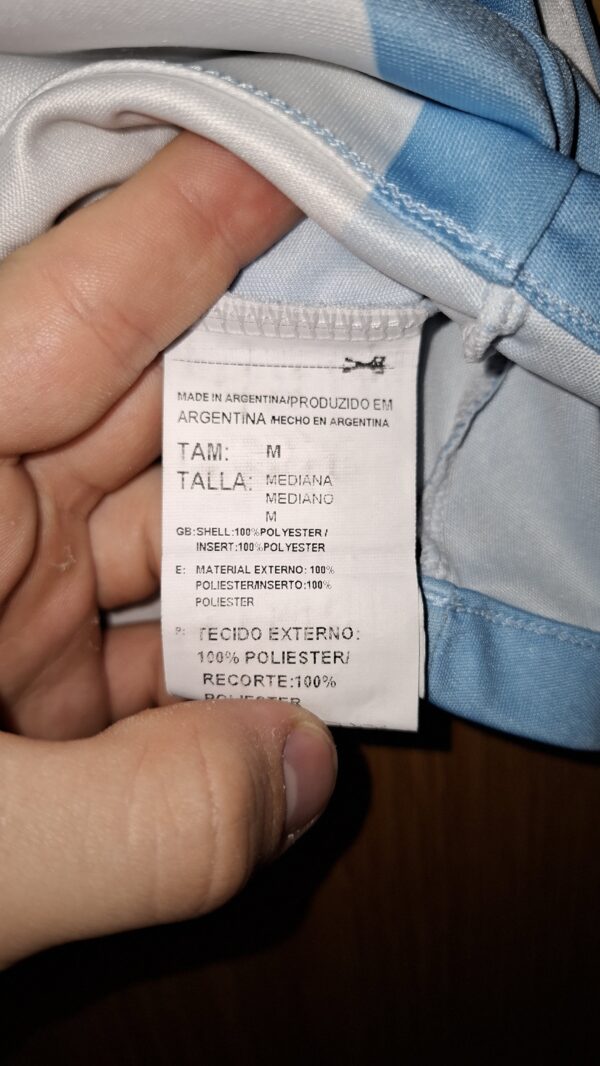 MADE IN ARGENTINA/PRODUZIDO EM
ARGENTINA /HECHO EN ARGENTINA
TAM: M
TALLA: MEDIANA
MEDIANO
M
GB:SHELL:100%POLYESTER/
INSERT:100%POLYESTER
E: MATERIAL EXTERNO: 100%
POLIESTER/INSERTO:100%
POLIESTER
P: TECIDO EXTERNO:
100% POLIESTER/
RECORTE:100%
POLIESTER